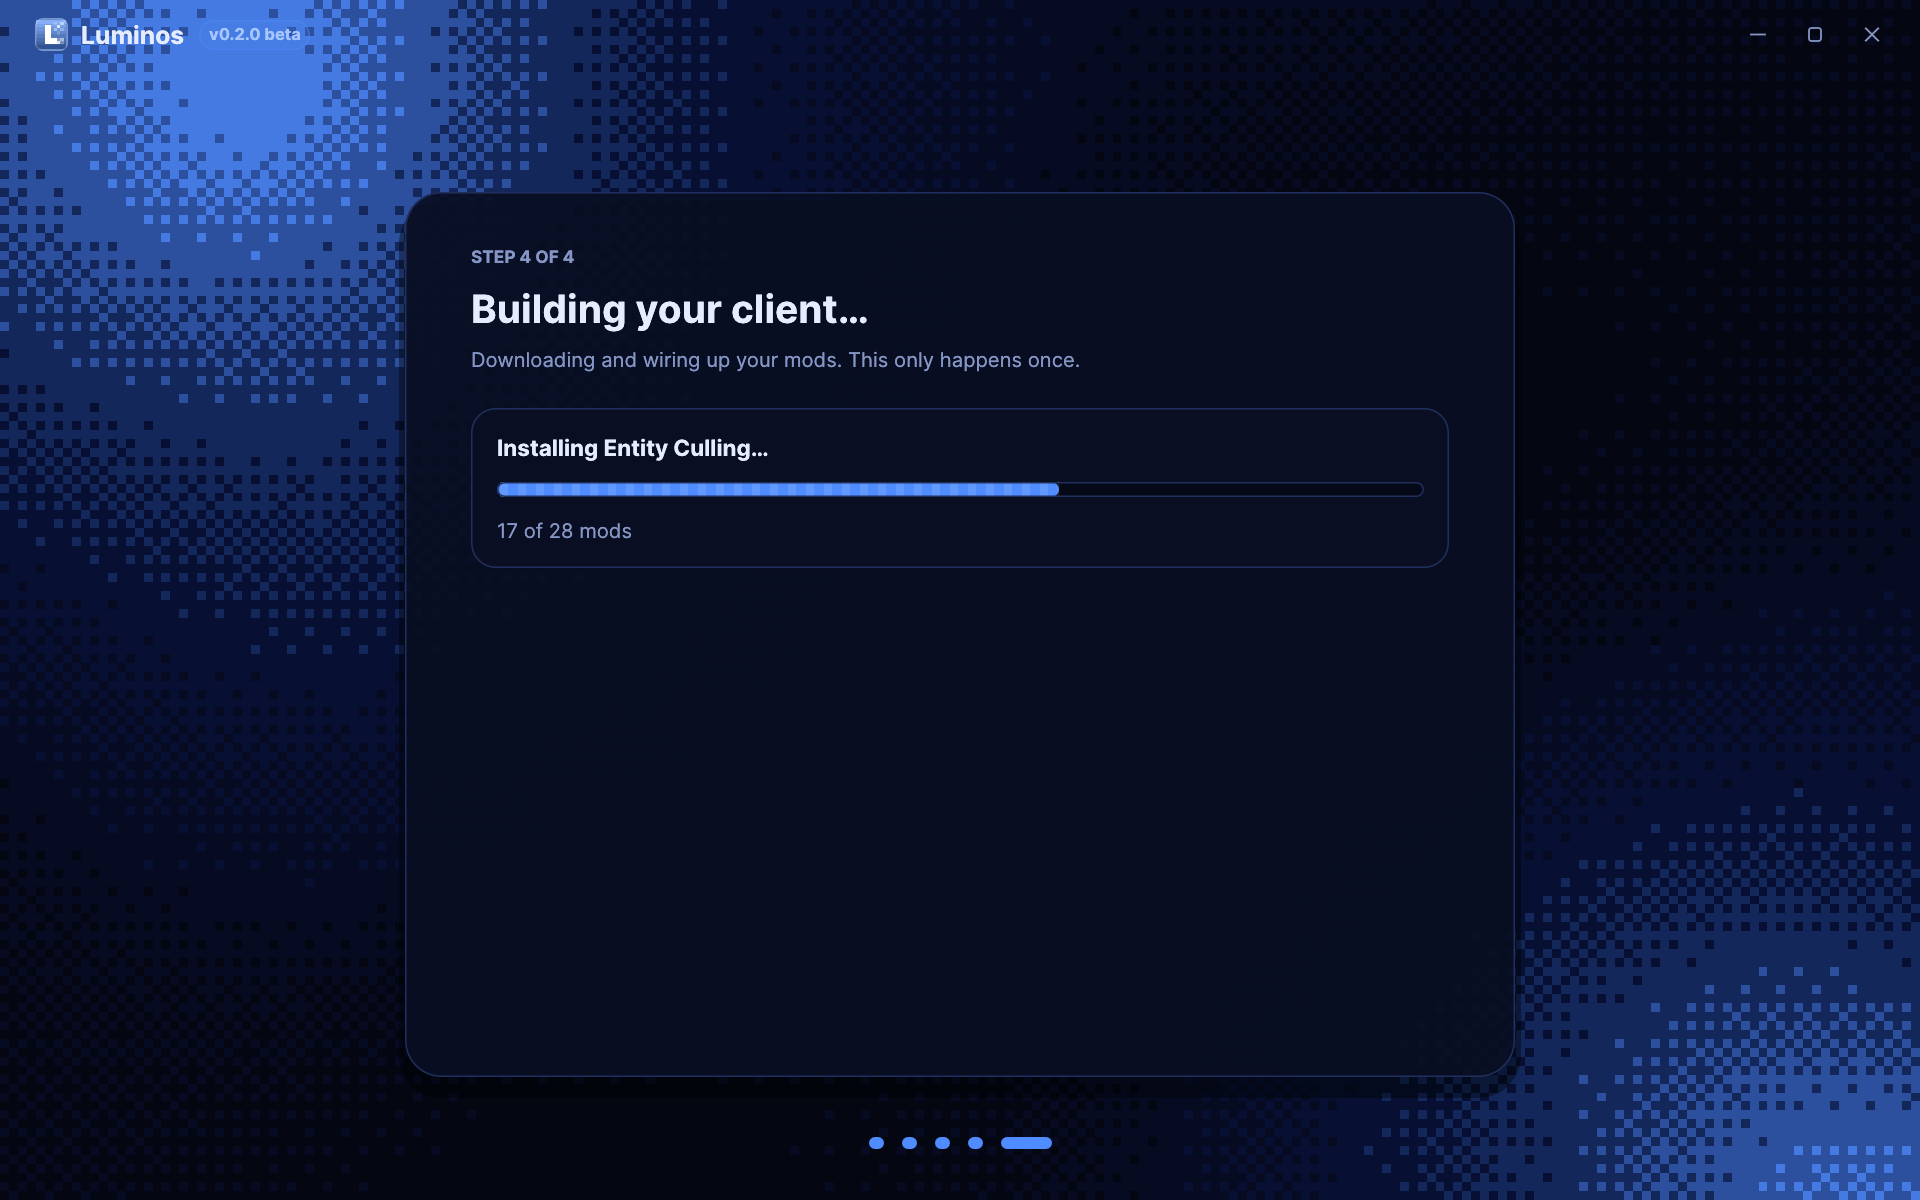 Luminos v0.2.0 beta
STEP 4 OF 4
Building your client...
Downloading and wiring up your mods. This only happens once.
Installing Entity Culling...
17 of 28 mods